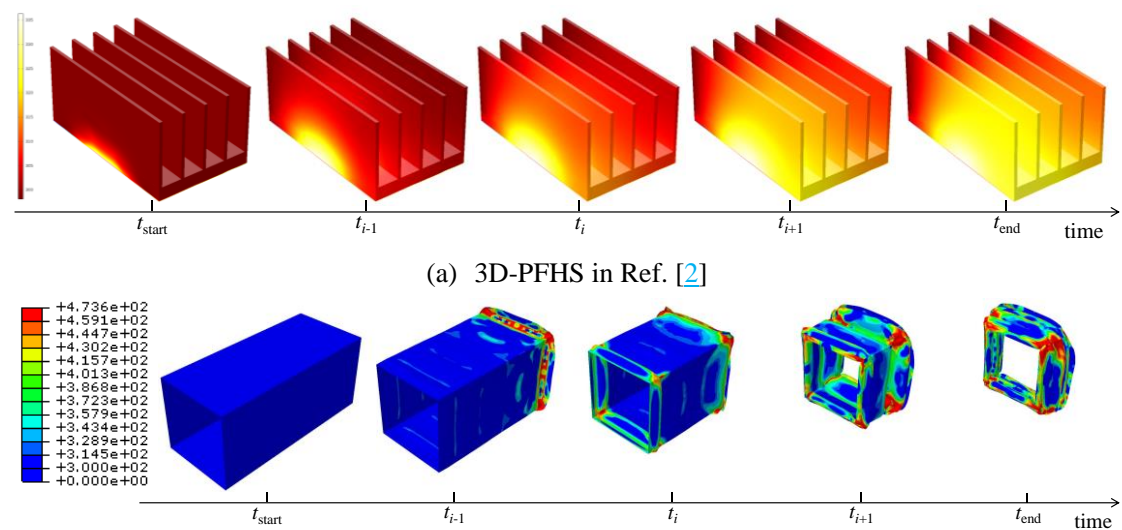 t_start t_i-1 t_i t_i+1 t_end time
(a) 3D-PFHS in Ref. [2]
+4.736e+02
+4.591e+02
+4.447e+02
+4.302e+02
+4.157e+02
+4.013e+02
+3.868e+02
+3.723e+02
+3.579e+02
+3.434e+02
+3.289e+02
+3.145e+02
+3.000e+02
+0.000e+00
t_start t_i-1 t_i t_i+1 t_end time